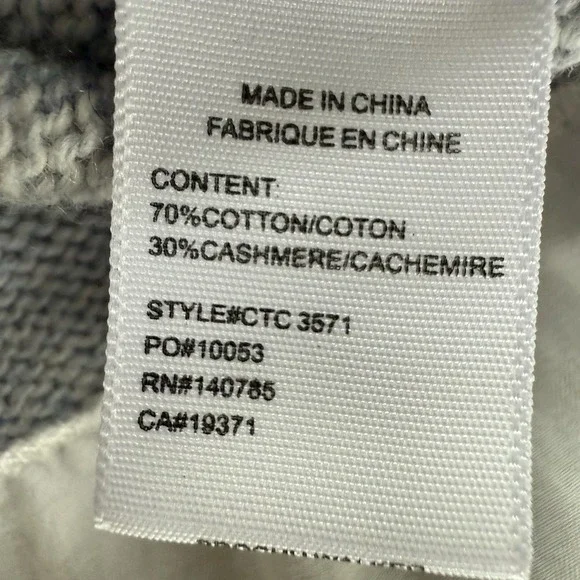 MADE IN CHINA
FABRIQUE EN CHINE
CONTENT:
70%COTTON/COTON
30%CASHMERE/CACHEMIRE
STYLE#CTC 3571
PO#10053
RN#140785
CA#19371